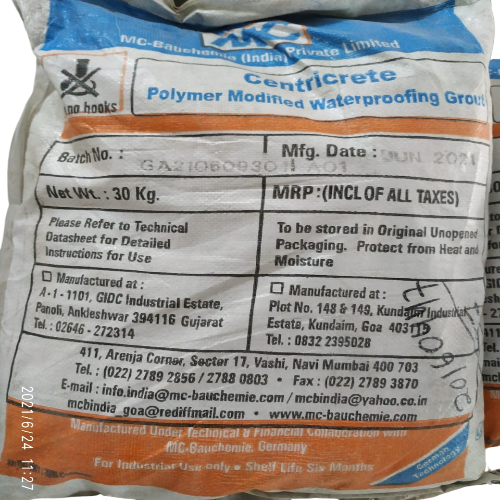 MC
MC-Bauchemie (India) Private Limited
no hooks
Centricrete
Polymer Modified Waterproofing Grout
Batch No. :
GA21060930 A01
Mfg. Date : JUN 2021
Net Wt. : 30 Kg.
MRP:(INCL OF ALL TAXES)
Please Refer to Technical
Datasheet for Detailed
Instructions for Use
To be stored in Original Unopened
Packaging. Protect from Heat and
Moisture
Manufactured at :
A-1-1101, GIDC Industrial Estate,
Panoli, Ankleshwar 394116 Gujarat
Tel. : 02646-272314
Manufactured at :
Plot No. 148 & 149, Kundaim Industrial
Estate, Kundaim, Goa 403115
Tel. : 0832 2395028
411, Arenja Corner, Sector 17, Vashi, Navi Mumbai 400 703
Tel. : (022) 2789 2856 / 2788 0803 • Fax : (022) 2789 3870
E-mail : info.india@mc-bauchemie.com / mcbindia@yahoo.co.in
mcbindia_goa@rediffmail.com • www.mc-bauchemie.com
Manufactured Under Technical & Financial Collaboration with
MC-Bauchemie, Germany
For Industrial Use only • Shelf Life Six Months
German
Technology
2021/6/24 11:27